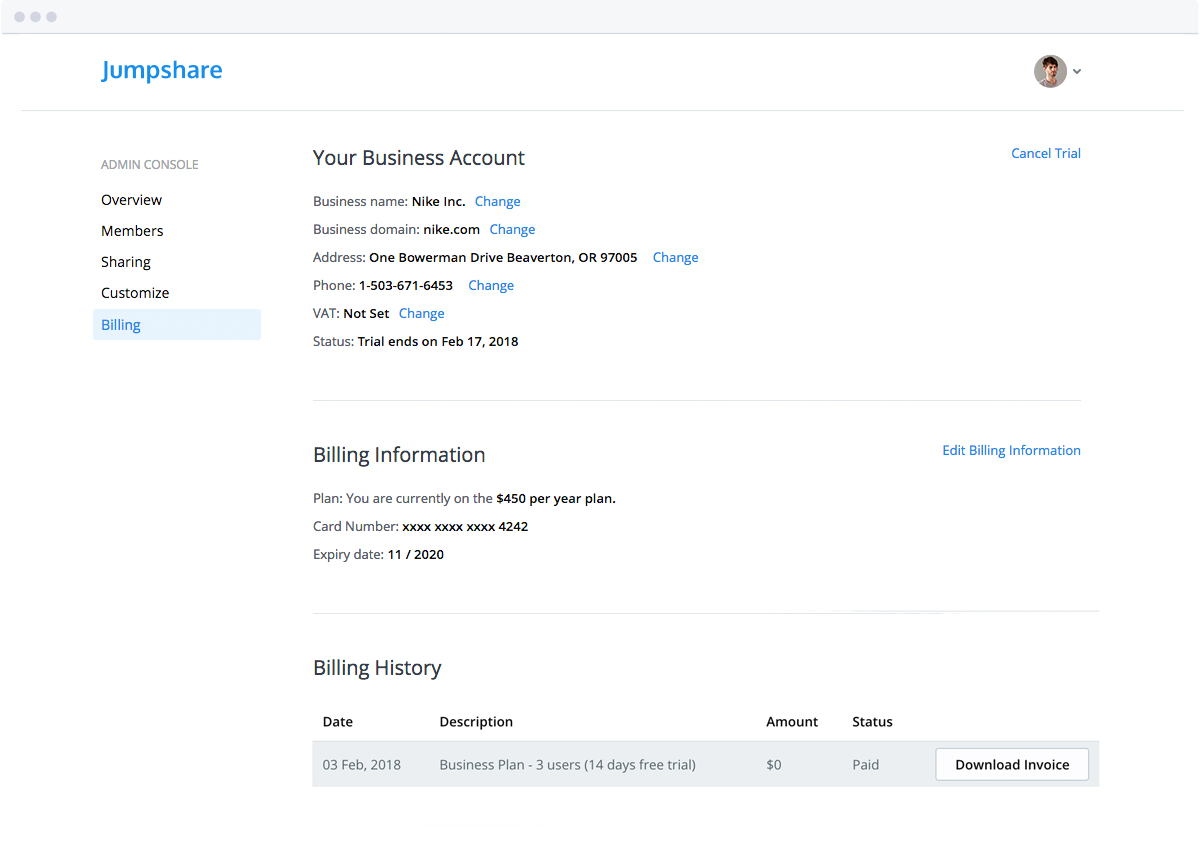 Jumpshare
ADMIN CONSOLE
Overview
Members
Sharing
Customize
Billing
Your Business Account
Cancel Trial
Business name: Nike Inc. Change
Business domain: nike.com Change
Address: One Bowerman Drive Beaverton, OR 97005 Change
Phone: 1-503-671-6453 Change
VAT: Not Set Change
Status: Trial ends on Feb 17, 2018
Billing Information
Edit Billing Information
Plan: You are currently on the $450 per year plan.
Card Number: xxxx xxxx xxxx 4242
Expiry date: 11 / 2020
Billing History
Date Description Amount Status
03 Feb, 2018 Business Plan - 3 users (14 days free trial) $0 Paid Download Invoice